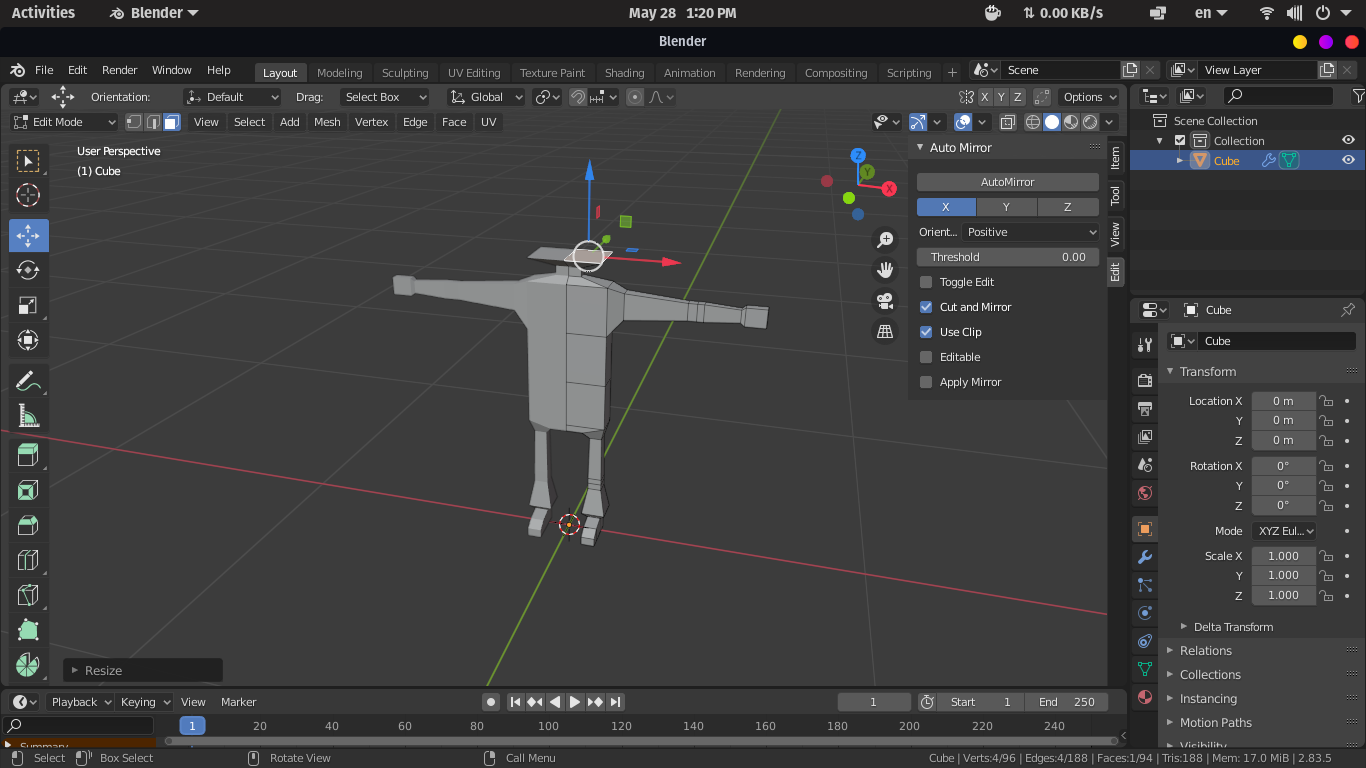 Activities Blender May 28 1:20 PM 0.00 KB/s en
Blender
File Edit Render Window Help Layout Modeling Sculpting UV Editing Texture Paint Shading Animation Rendering Compositing Scripting + Scene View Layer
Orientation: Default Drag: Select Box Global X Y Z Options
Edit Mode View Select Add Mesh Vertex Edge Face UV
Scene Collection
Collection
Cube
User Perspective
(1) Cube
Z
Y
X
Auto Mirror
AutoMirror
X Y Z
Orient... Positive
Threshold 0.00
Toggle Edit
Cut and Mirror
Use Clip
Editable
Apply Mirror
Item
Tool
View
Edit
Cube
Cube
Transform
Location X 0 m
Y 0 m
Z 0 m
Rotation X 0°
Y 0°
Z 0°
Mode XYZ Eul...
Scale X 1.000
Y 1.000
Z 1.000
Delta Transform
Relations
Collections
Instancing
Motion Paths
Visibility
Resize
Playback Keying View Marker 1 Start 1 End 250
1 20 40 60 80 100 120 140 160 180 200 220 240
Summary
Select Box Select Rotate View Call Menu Cube | Verts:4/96 | Edges:4/188 | Faces:1/94 | Tris:188 | Mem: 17.0 MiB | 2.83.5